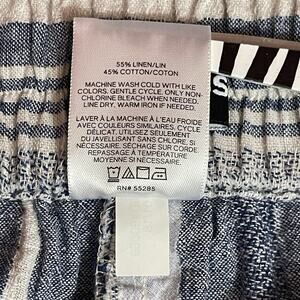 55% LINEN/LIN
45% COTTON/COTON
MACHINE WASH COLD WITH LIKE
COLORS. GENTLE CYCLE. ONLY NON-
CHLORINE BLEACH WHEN NEEDED.
LINE DRY, WARM IRON IF NEEDED.
LAVER À LA MACHINE À L'EAU FROIDE
AVEC COULEURS SIMILAIRES. CYCLE
DÉLICAT. UTILISEZ SEULEMENT
DU JAVELLISANT SANS CHLORE, SI
NÉCESSAIRE. SÉCHAGE SUR CORDE.
REPASSAGE À TEMPÉRATURE
MOYENNE SI NÉCESSAIRE.
RN# 55285
S